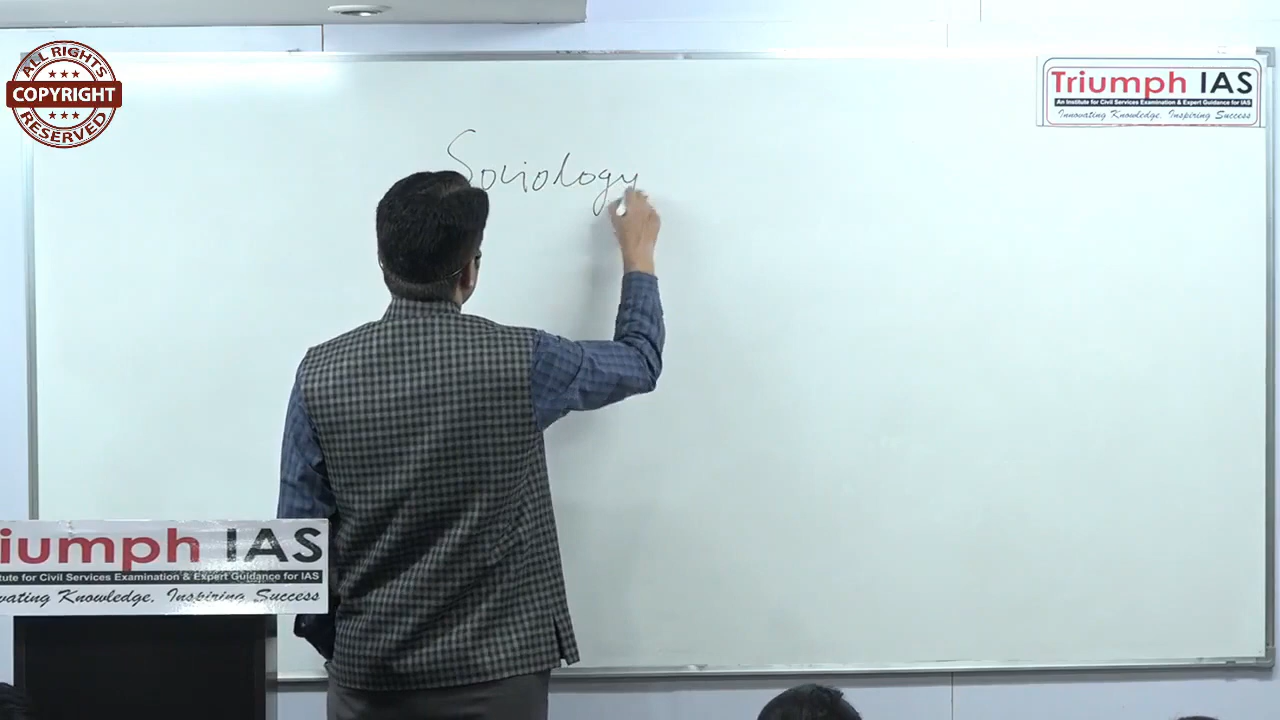 ALL RIGHTS
COPYRIGHT
RESERVED
Triumph IAS
An Institute for Civil Services Examination & Expert Guidance for IAS
Innovating Knowledge, Inspiring Success
Sociology
iumph IAS
tute for Civil Services Examination & Expert Guidance for IAS
vating Knowledge, Inspiring Success